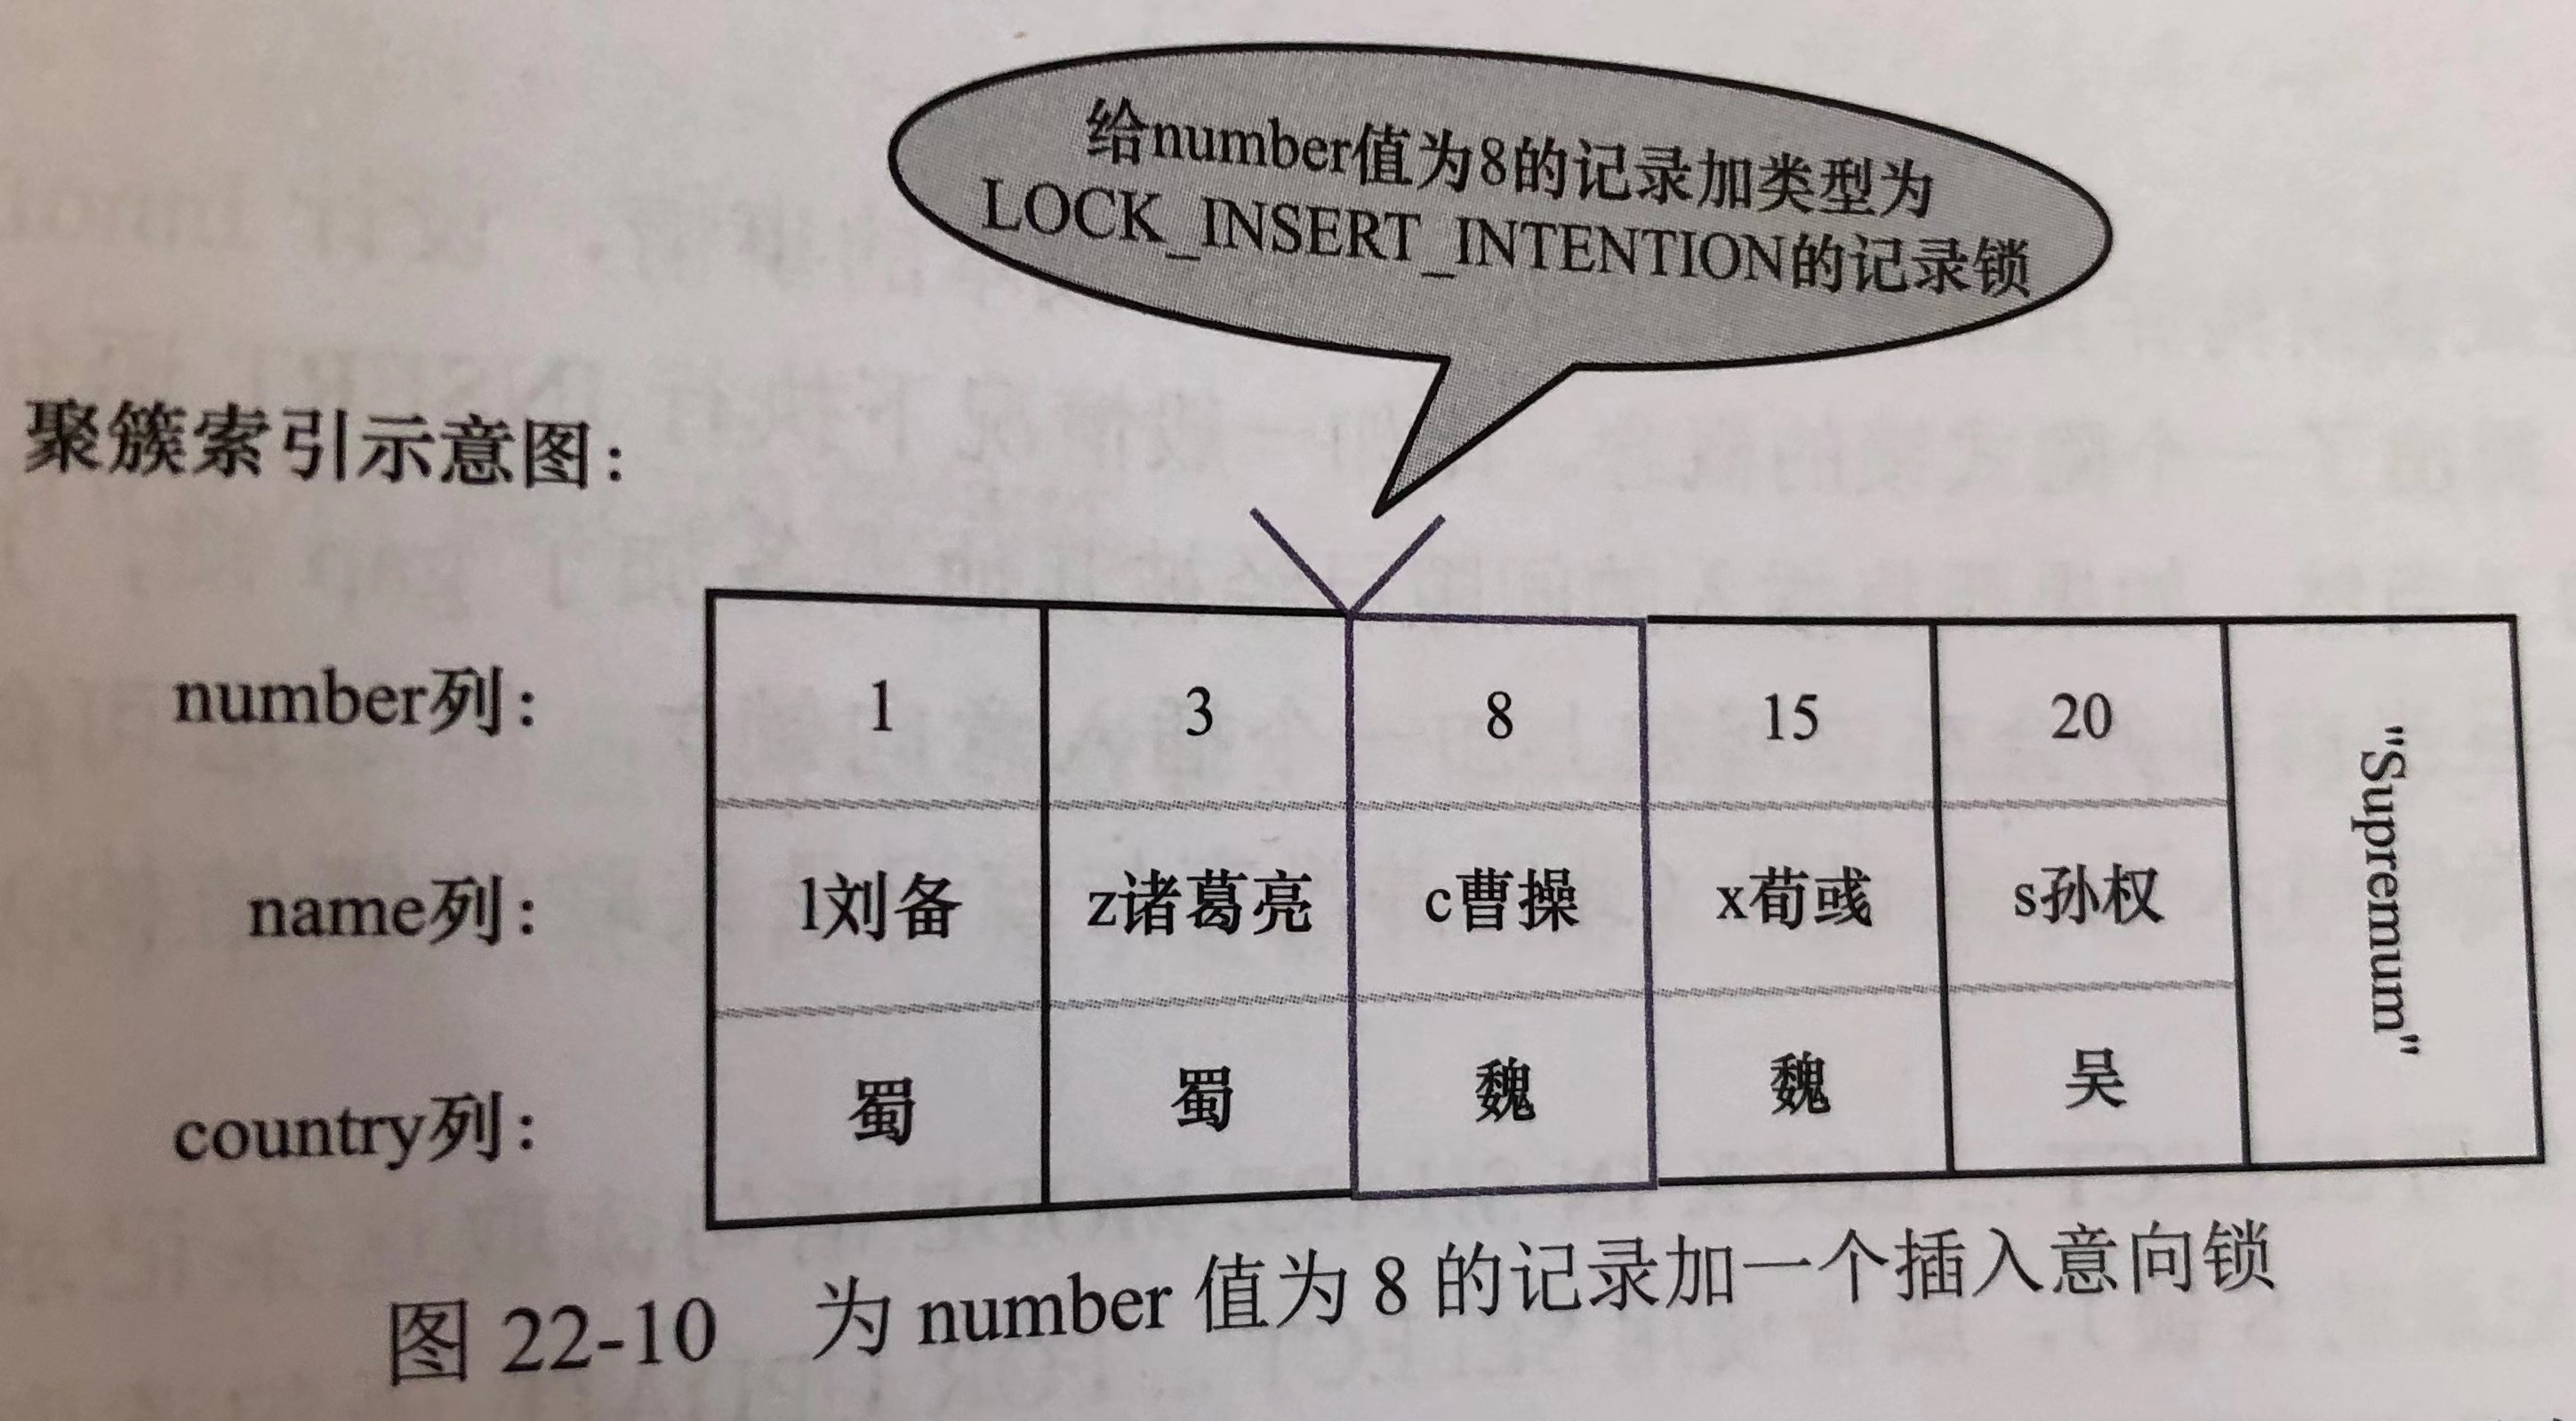 给number值为8的记录加类型为
LOCK_INSERT_INTENTION的记录锁
聚簇索引示意图：
number列： 1 3 8 15 20
"Supremum"
name列： l刘备 z诸葛亮 c曹操 x荀彧 s孙权
country列： 蜀 蜀 魏 魏 吴
图 22-10 为 number 值为 8 的记录加一个插入意向锁